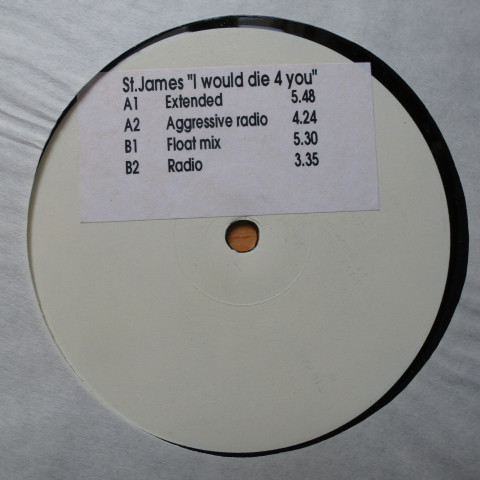 St.James "I would die 4 you"
A1 Extended 5.48
A2 Aggressive radio 4.24
B1 Float mix 5.30
B2 Radio 3.35